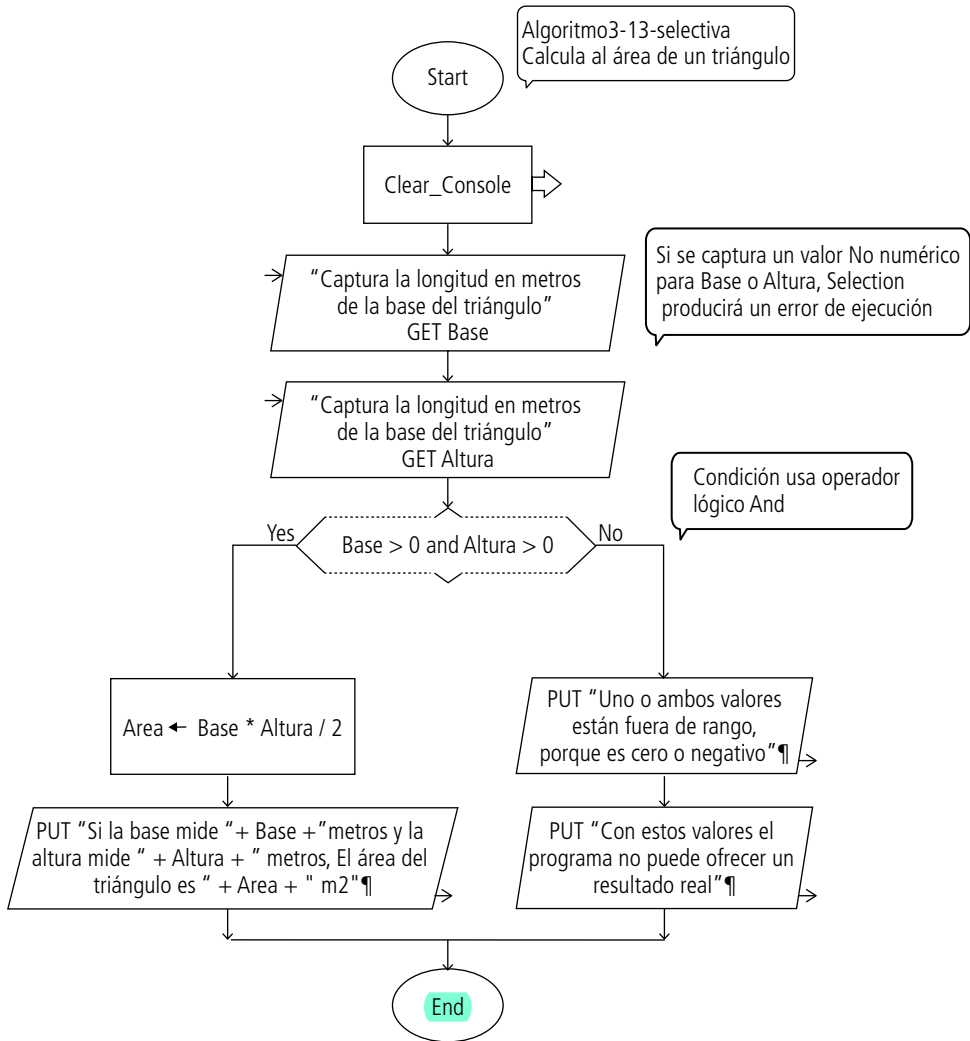 Algoritmo3-13-selectiva
Calcula al área de un triángulo
Start
Clear_Console
“Captura la longitud en metros
de la base del triángulo”
GET Base
Si se captura un valor No numérico
para Base o Altura, Selection
producirá un error de ejecución
“Captura la longitud en metros
de la base del triángulo”
GET Altura
Condición usa operador
lógico And
Yes
Base > 0 and Altura > 0
No
Area ← Base * Altura / 2
PUT “Uno o ambos valores
están fuera de rango,
porque es cero o negativo”¶
PUT “Si la base mide “+ Base +”metros y la
altura mide “ + Altura + ” metros, El área del
triángulo es “ + Area + " m2"¶
PUT “Con estos valores el
programa no puede ofrecer un
resultado real”¶
End